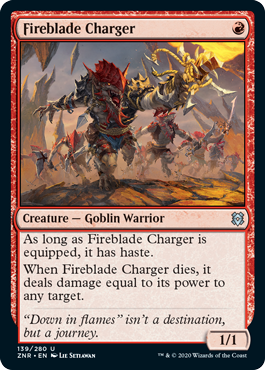 Fireblade Charger
Creature — Goblin Warrior
As long as Fireblade Charger is
equipped, it has haste.
When Fireblade Charger dies, it
deals damage equal to its power to
any target.
"Down in flames" isn't a destination,
but a journey.
1/1
139/280 U
ZNR • EN Lie Setiawan
™ & © 2020 Wizards of the Coast